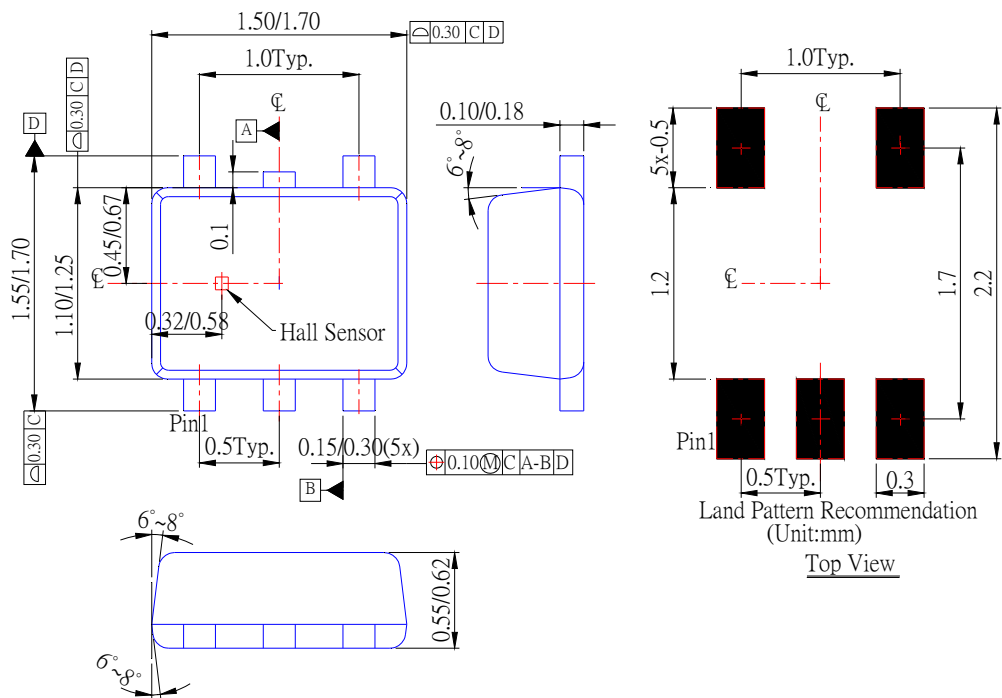 1.50/1.70
⌓ 0.30 C D
1.0Typ.
℄
A
D
⌓ 0.30 C D
0.45/0.67
0.1
1.55/1.70
1.10/1.25
℄
0.32/0.58
Hall Sensor
Pin1
⌓ 0.30 C
0.5Typ.
0.15/0.30(5x)
B
⌖ 0.10 Ⓜ C A-B D
0.10/0.18
6°~8°
1.0Typ.
℄
5x-0.5
1.2
℄
1.7
2.2
Pin1
0.5Typ.
0.3
Land Pattern Recommendation
(Unit:mm)
Top View
6°~8°
0.55/0.62
6°~8°